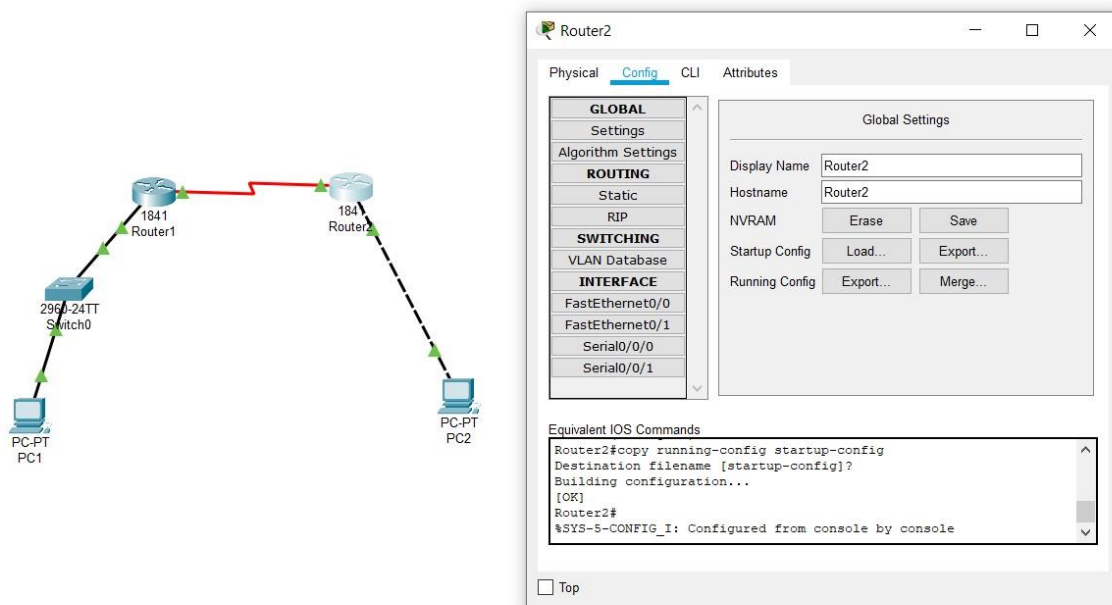 1841
Router1
1841
Router2
2960-24TT
Switch0
PC-PT
PC1
PC-PT
PC2
Router2
Physical Config CLI Attributes
GLOBAL
Settings
Algorithm Settings
ROUTING
Static
RIP
SWITCHING
VLAN Database
INTERFACE
FastEthernet0/0
FastEthernet0/1
Serial0/0/0
Serial0/0/1
Global Settings
Display Name Router2
Hostname Router2
NVRAM Erase Save
Startup Config Load... Export...
Running Config Export... Merge...
Equivalent IOS Commands
Router2#copy running-config startup-config
Destination filename [startup-config]?
Building configuration...
[OK]
Router2#
%SYS-5-CONFIG_I: Configured from console by console
Top